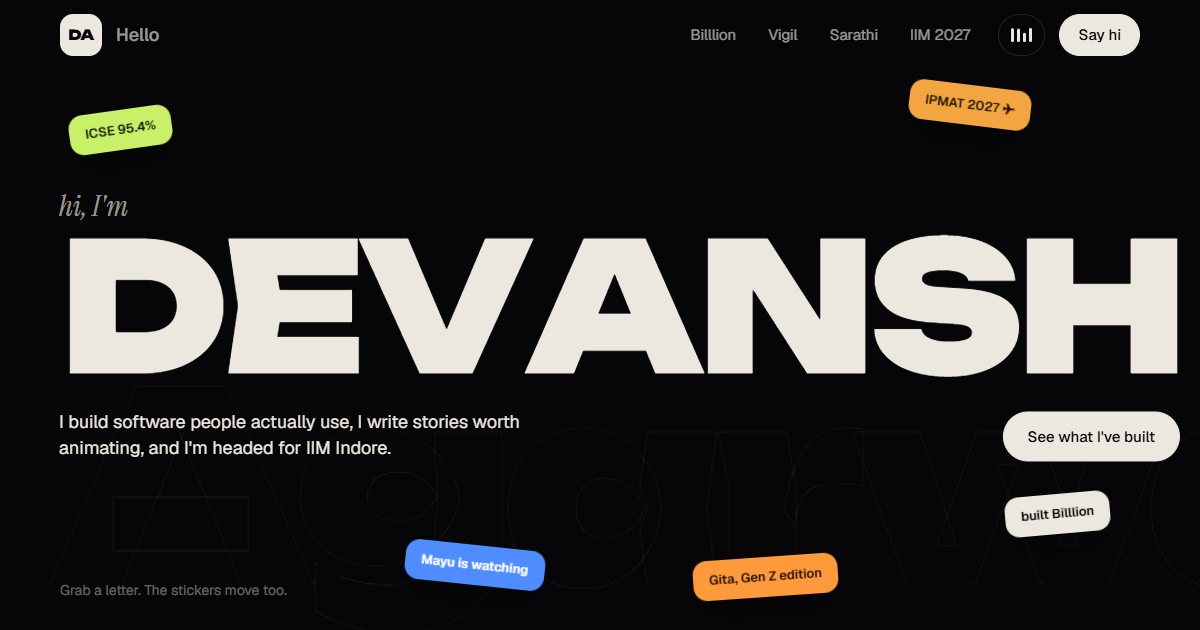 DA Hello Billlion Vigil Sarathi IIM 2027 Say hi
ICSE 95.4%
IPMAT 2027 ✈
hi, I'm
DEVANSH
I build software people actually use, I write stories worth
animating, and I'm headed for IIM Indore.
See what I've built
built Billlion
Mayu is watching
Gita, Gen Z edition
Grab a letter. The stickers move too.